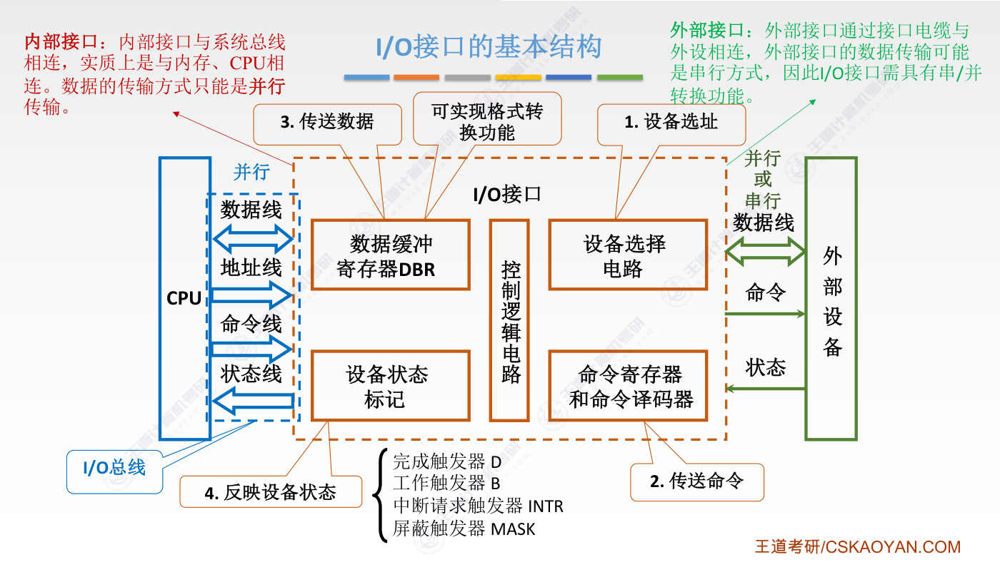 I/O接口的基本结构
内部接口：内部接口与系统总线
相连，实质上是与内存、CPU相
连。数据的传输方式只能是并行
传输。
外部接口：外部接口通过接口电缆与
外设相连，外部接口的数据传输可能
是串行方式，因此I/O接口需具有串/并
转换功能。
3. 传送数据
可实现格式转
换功能
1. 设备选址
并行
数据线
地址线
命令线
状态线
CPU
I/O总线
I/O接口
数据缓冲
寄存器DBR
控制逻辑电路
设备选择
电路
设备状态
标记
命令寄存器
和命令译码器
并行
或
串行
数据线
命令
状态
外部设备
4. 反映设备状态
完成触发器 D
工作触发器 B
中断请求触发器 INTR
屏蔽触发器 MASK
2. 传送命令
王道考研/CSKAOYAN.COM